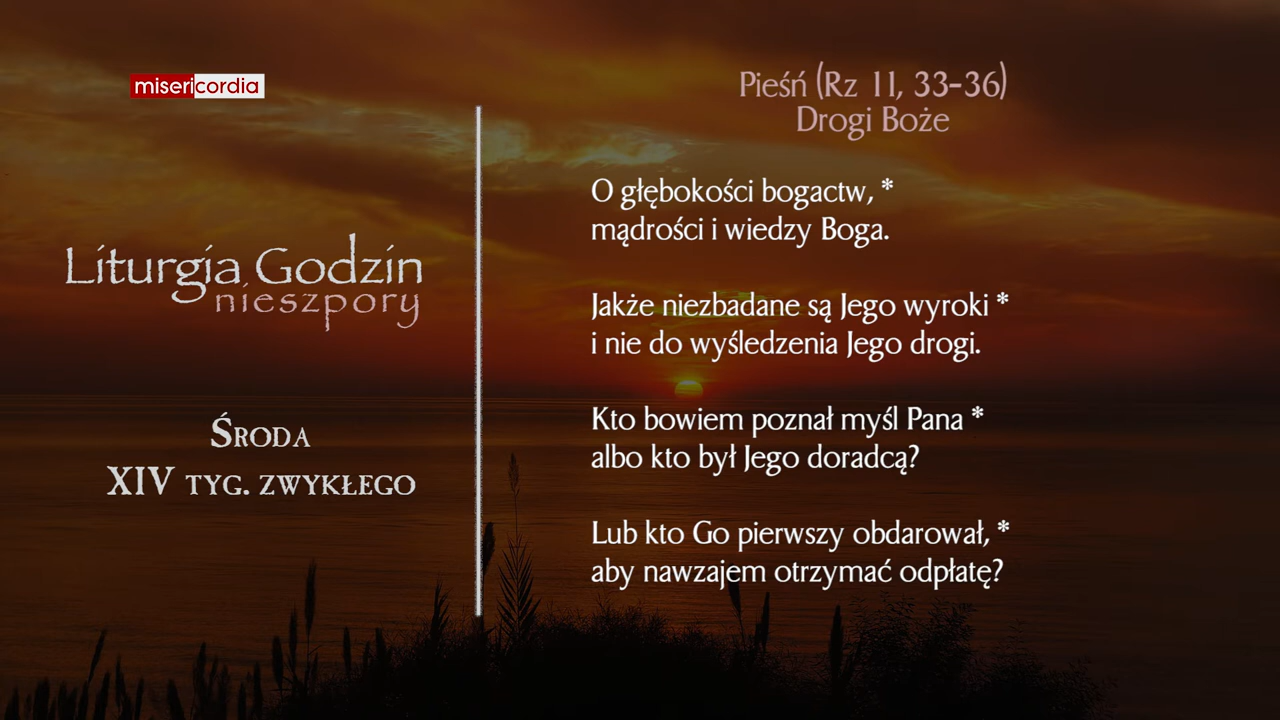 misericordia
Liturgia Godzin
nieszpory
Środa
XIV tyg. zwykłego
Pieśń (Rz 11, 33-36)
Drogi Boże
O głębokości bogactw, *
mądrości i wiedzy Boga.
Jakże niezbadane są Jego wyroki *
i nie do wyśledzenia Jego drogi.
Kto bowiem poznał myśl Pana *
albo kto był Jego doradcą?
Lub kto Go pierwszy obdarował, *
aby nawzajem otrzymać odpłatę?